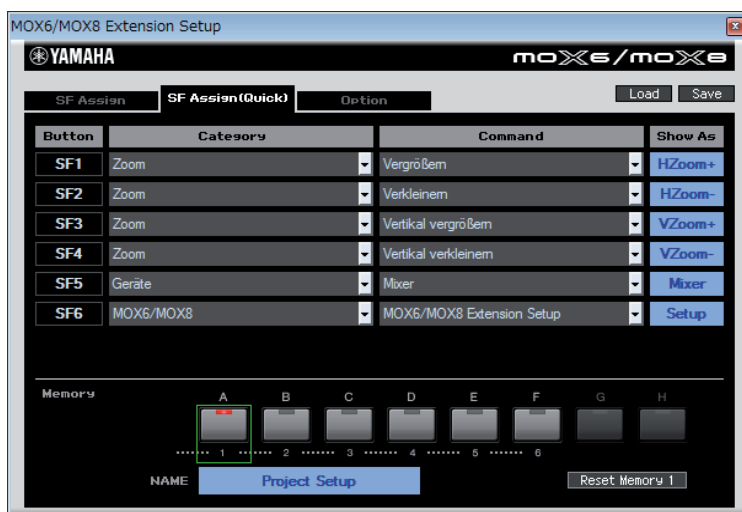 MOX6/MOX8 Extension Setup
YAMAHA MOX6/MOX8
SF Assign SF Assign(Quick) Option Load Save
Button Category Command Show As
SF1 Zoom Vergrößern HZoom+
SF2 Zoom Verkleinern HZoom-
SF3 Zoom Vertikal vergrößern VZoom+
SF4 Zoom Vertikal verkleinern VZoom-
SF5 Geräte Mixer Mixer
SF6 MOX6/MOX8 MOX6/MOX8 Extension Setup Setup
Memory A B C D E F G H
1 2 3 4 5 6
NAME Project Setup Reset Memory 1